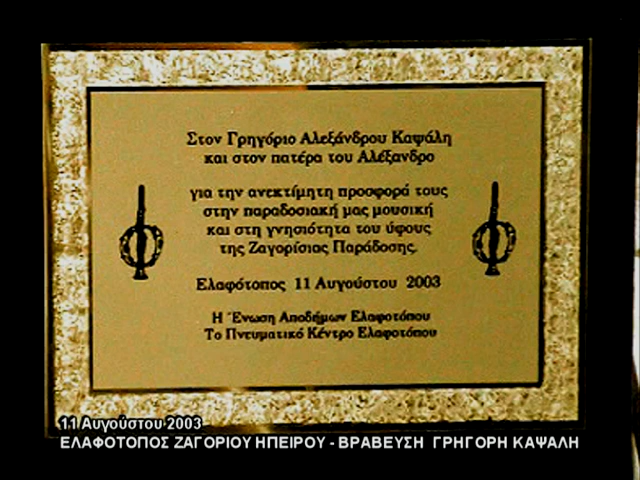 Στον Γρηγόριο Αλεξάνδρου Καψάλη
και στον πατέρα του Αλέξανδρο
για την ανεκτίμητη προσφορά τους
στην παραδοσιακή μας μουσική
και στη γνησιότητα του ύφους
της Ζαγορίσιας Παράδοσης.
Ελαφότοπος 11 Αυγούστου 2003
Η Ένωση Αποδήμων Ελαφοτόπου
Το Πνευματικό Κέντρο Ελαφοτόπου
11 Αυγούστου 2003
ΕΛΑΦΟΤΟΠΟΣ ΖΑΓΟΡΙΟΥ ΗΠΕΙΡΟΥ - ΒΡΑΒΕΥΣΗ ΓΡΗΓΟΡΗ ΚΑΨΑΛΗ